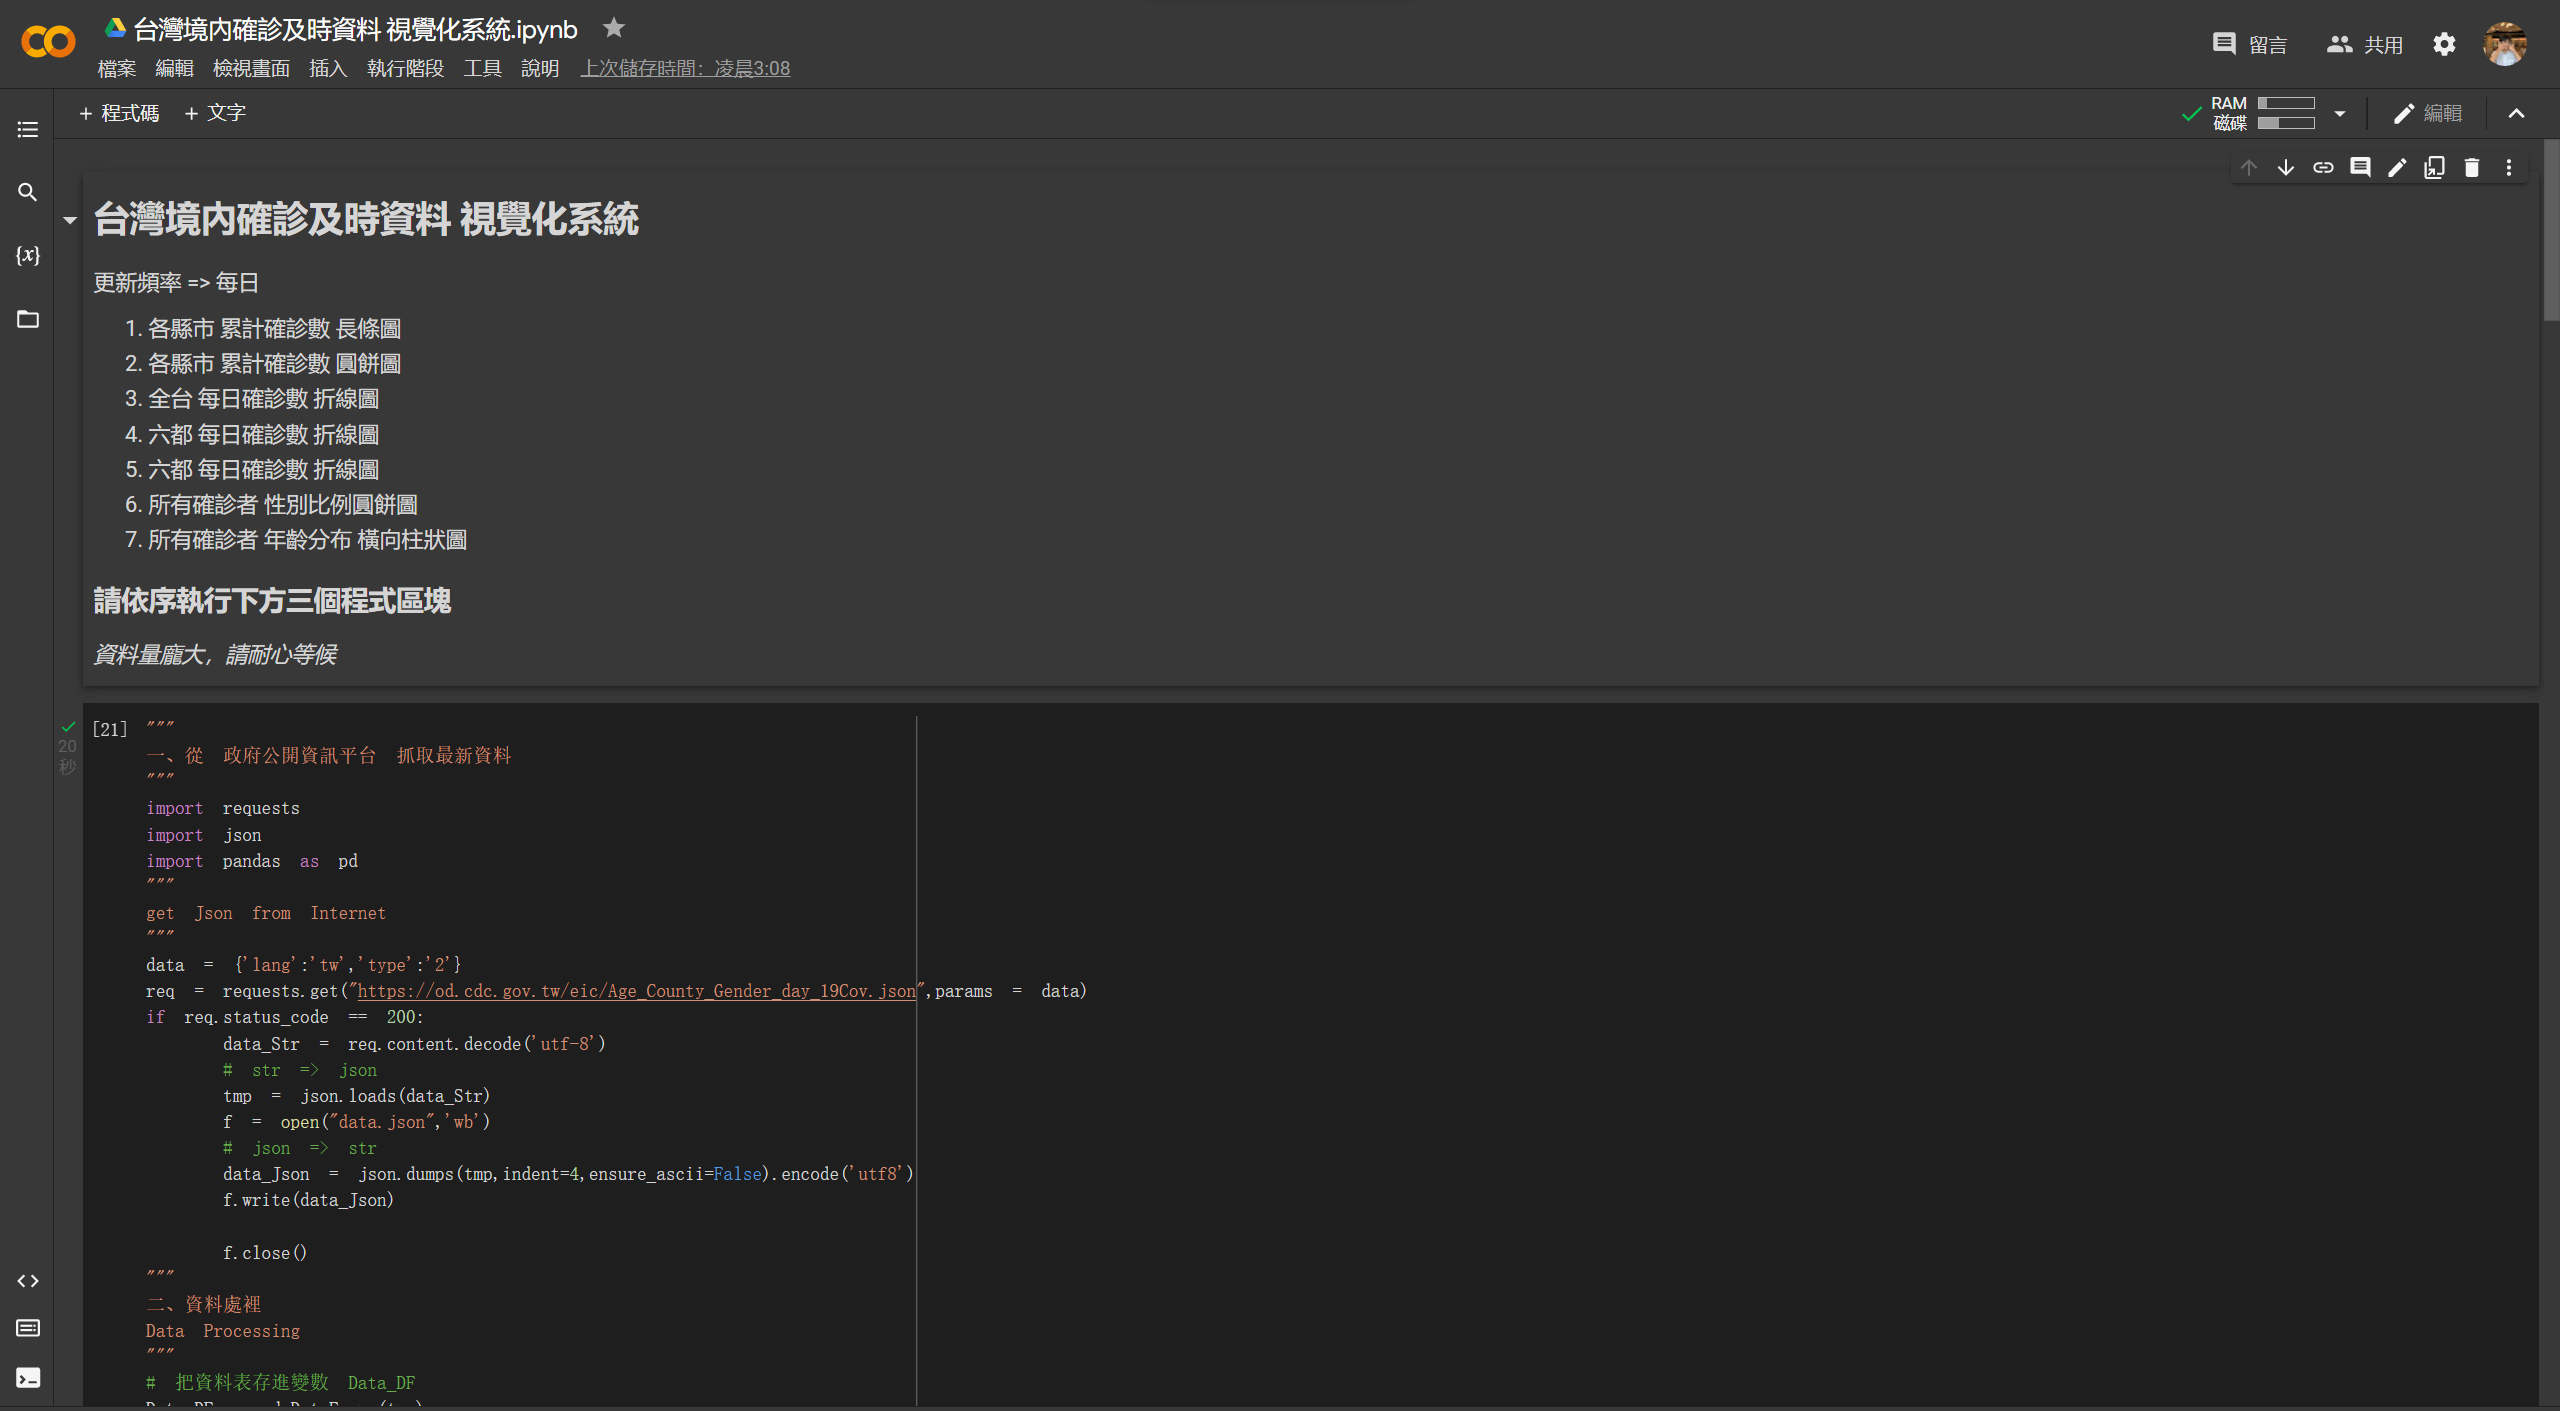 台灣境內確診及時資料 視覺化系統.ipynb
檔案 編輯 檢視畫面 插入 執行階段 工具 說明 上次儲存時間：凌晨3:08
留言 共用
+ 程式碼 + 文字
RAM
磁碟
編輯
台灣境內確診及時資料 視覺化系統
更新頻率 => 每日
1. 各縣市 累計確診數 長條圖
2. 各縣市 累計確診數 圓餅圖
3. 全台 每日確診數 折線圖
4. 六都 每日確診數 折線圖
5. 六都 每日確診數 折線圖
6. 所有確診者 性別比例圓餅圖
7. 所有確診者 年齡分布 橫向柱狀圖
請依序執行下方三個程式區塊
資料量龐大，請耐心等候
20
秒
[21] """
一、從 政府公開資訊平台 抓取最新資料
"""
import requests
import json
import pandas as pd
"""
get Json from Internet
"""
data = {'lang':'tw','type':'2'}
req = requests.get("https://od.cdc.gov.tw/eic/Age_County_Gender_day_19Cov.json",params = data)
if req.status_code == 200:
data_Str = req.content.decode('utf-8')
# str => json
tmp = json.loads(data_Str)
f = open("data.json",'wb')
# json => str
data_Json = json.dumps(tmp,indent=4,ensure_ascii=False).encode('utf8')
f.write(data_Json)
f.close()
"""
二、資料處裡
Data Processing
"""
# 把資料表存進變數 Data_DF